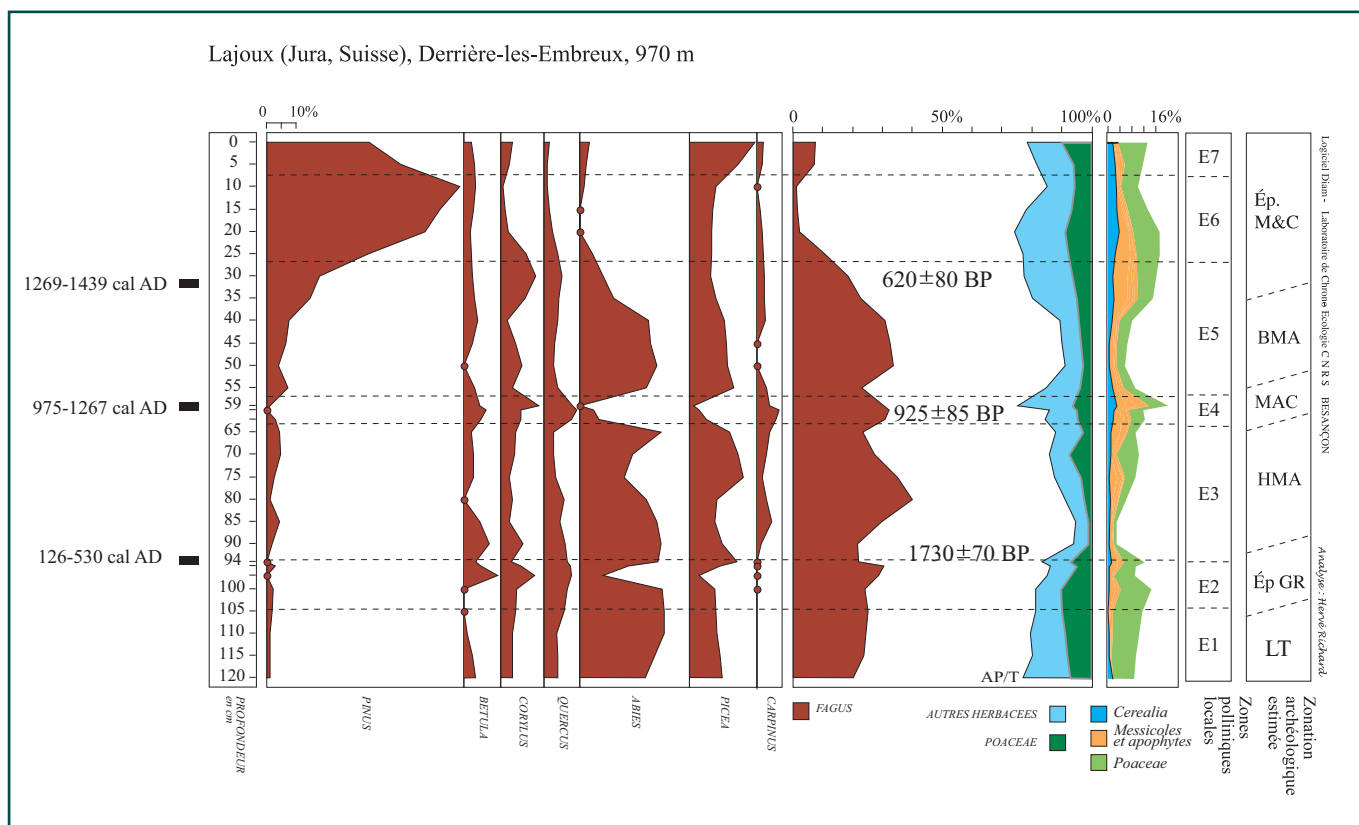 Lajoux (Jura, Suisse), Derrière-les-Embreux, 970 m
0 10%
0 50% 100%
0 16%
0
5
10
15
20
25
30
35
40
45
50
55
59
65
70
75
80
85
90
94
100
105
110
115
120
1269-1439 cal AD
975-1267 cal AD
126-530 cal AD
620±80 BP
925±85 BP
1730±70 BP
AP/T
E7
E6
E5
E4
E3
E2
E1
Ép.
M&C
BMA
MAC
HMA
Ép GR
LT
Logiciel Diam - Laboratoire de Chrono Ecologie C N R S BESANÇON
Analyse : Hervé Richard
PROFONDEUR
en cm
PINUS
BETULA
CORYLUS
QUERCUS
ABIES
PICEA
CARPINUS
FAGUS
AUTRES HERBACEES
POACEAE
Cerealia
Messicoles
et apophytes
Poaceae
Zones
polliniques
locales
Zonation
archéologique
estimée